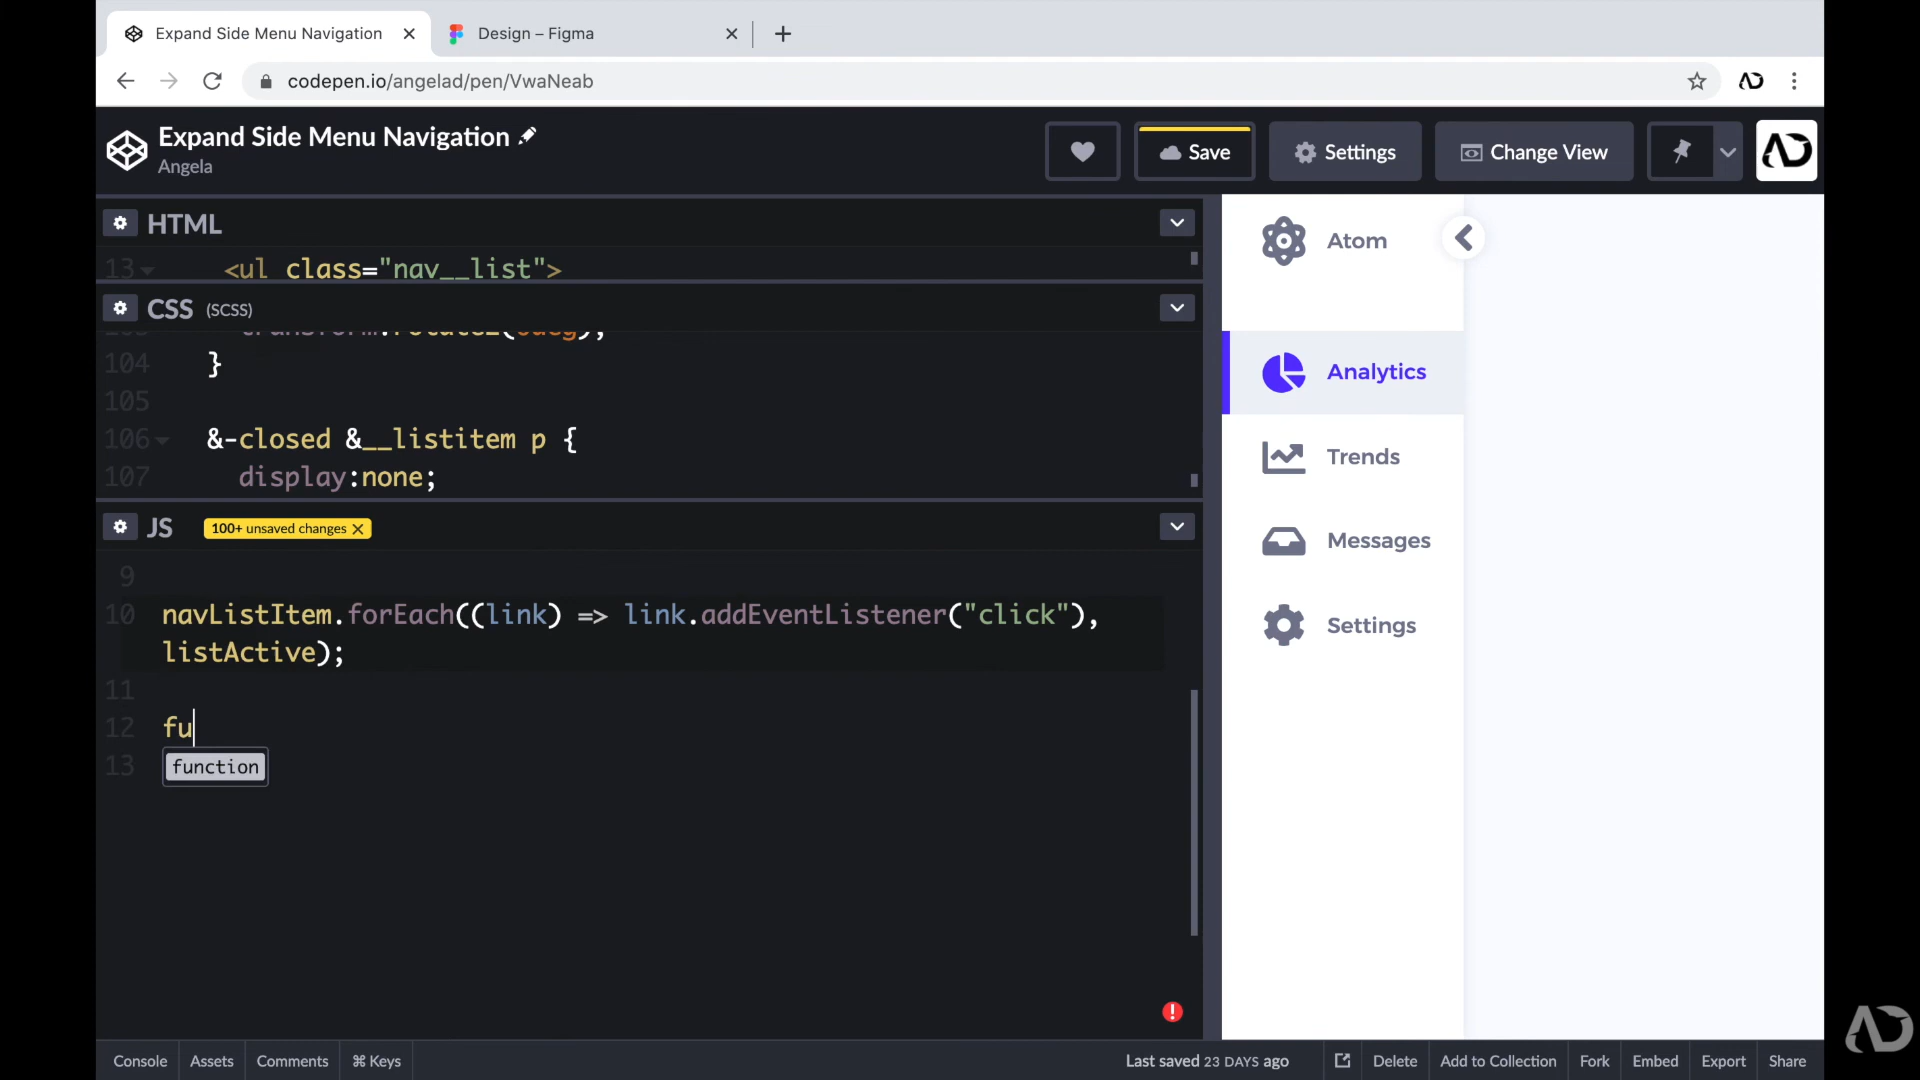 Expand Side Menu Navigation
Design – Figma
codepen.io/angelad/pen/VwaNeab
Expand Side Menu Navigation
Angela
Save
Settings
Change View
HTML
13 <ul class="nav__list">
CSS (SCSS)
104 }
105
106 &-closed &__listitem p {
107 display:none;
JS 100+ unsaved changes
9
10 navListItem.forEach((link) => link.addEventListener("click"),
listActive);
11
12 fu
13 function
Atom
Analytics
Trends
Messages
Settings
Console
Assets
Comments
⌘ Keys
Last saved 23 DAYS ago
Delete
Add to Collection
Fork
Embed
Export
Share